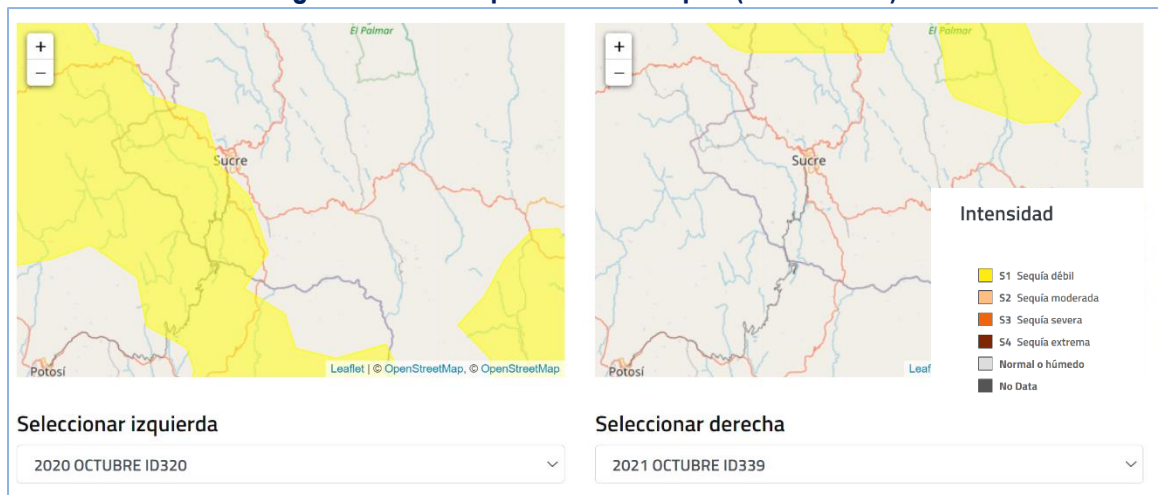 +
−
El Palmar
Sucre
Potosí
Leaflet | © OpenStreetMap, © OpenStreetMap
+
−
El Palmar
Sucre
Potosí
Leaf
Intensidad
S1 Sequía débil
S2 Sequía moderada
S3 Sequía severa
S4 Sequía extrema
Normal o húmedo
No Data
Seleccionar izquierda
2020 OCTUBRE ID320
Seleccionar derecha
2021 OCTUBRE ID339